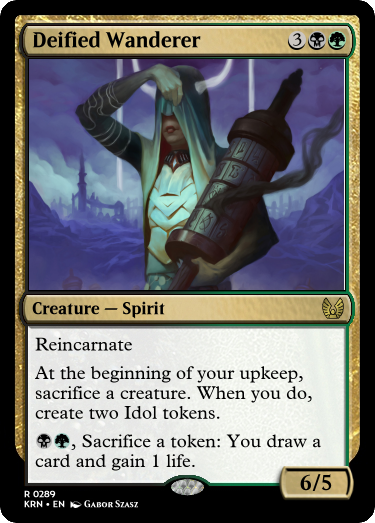 Deified Wanderer 3
Creature — Spirit
Reincarnate
At the beginning of your upkeep,
sacrifice a creature. When you do,
create two Idol tokens.
, Sacrifice a token: You draw a
card and gain 1 life.
6/5
R 0289
KRN • EN Gabor Szasz